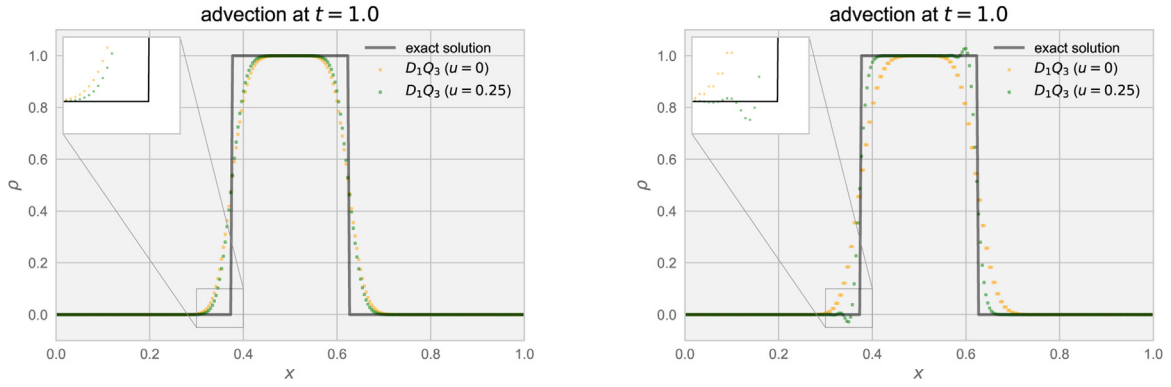 advection at t = 1.0
1.0
0.8
0.6
0.4
0.2
0.0
ρ
exact solution
D₁Q₃ (u = 0)
D₁Q₃ (u = 0.25)
0.0 0.2 0.4 0.6 0.8 1.0
x
advection at t = 1.0
1.0
0.8
0.6
0.4
0.2
0.0
ρ
exact solution
D₁Q₃ (u = 0)
D₁Q₃ (u = 0.25)
0.0 0.2 0.4 0.6 0.8 1.0
x